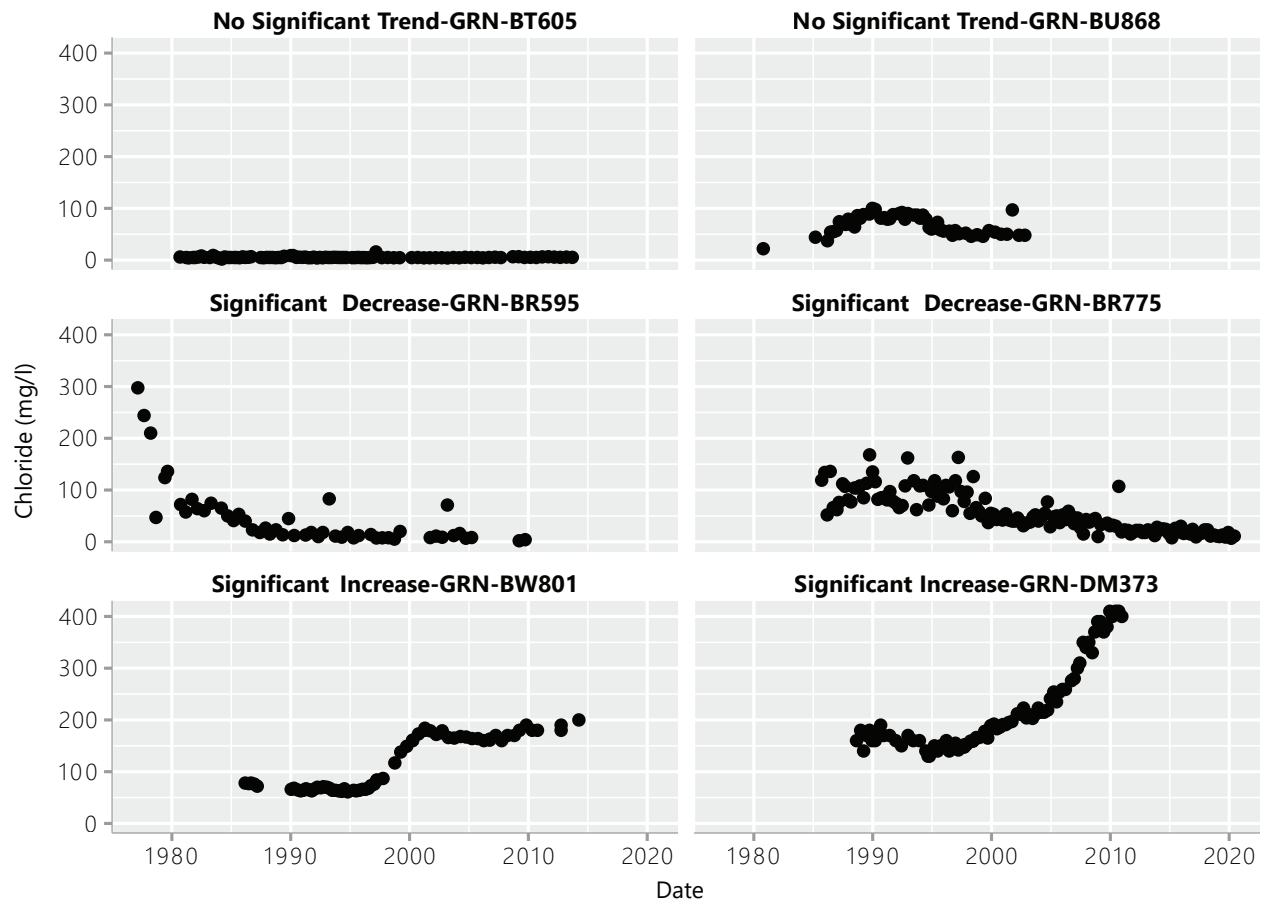 No Significant Trend-GRN-BT605
No Significant Trend-GRN-BU868
400
300
200
100
0
Significant Decrease-GRN-BR595
Significant Decrease-GRN-BR775
400
300
200
100
0
Chloride (mg/l)
Significant Increase-GRN-BW801
Significant Increase-GRN-DM373
400
300
200
100
0
1980 1990 2000 2010 2020
1980 1990 2000 2010 2020
Date